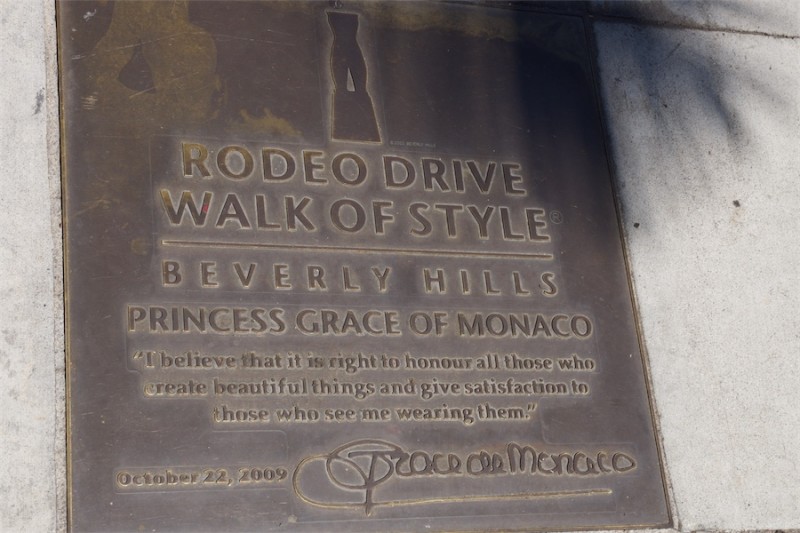 RODEO DRIVE
WALK OF STYLE®
BEVERLY HILLS
PRINCESS GRACE OF MONACO
“I believe that it is right to honour all those who
create beautiful things and give satisfaction to
those who see me wearing them.”
October 22, 2009
Grace de Monaco